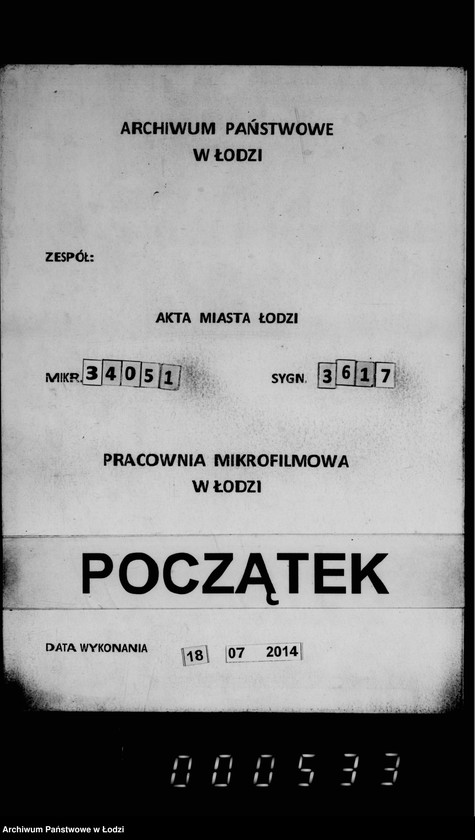 ARCHIWUM PAŃSTWOWE
W ŁODZI
ZESPÓŁ:
AKTA MIASTA ŁODZI
MIKR. 34051 SYGN. 3617
PRACOWNIA MIKROFILMOWA
W ŁODZI
POCZĄTEK
DATA WYKONANIA 18 07 2014
000533
Archiwum Państwowe w Łodzi